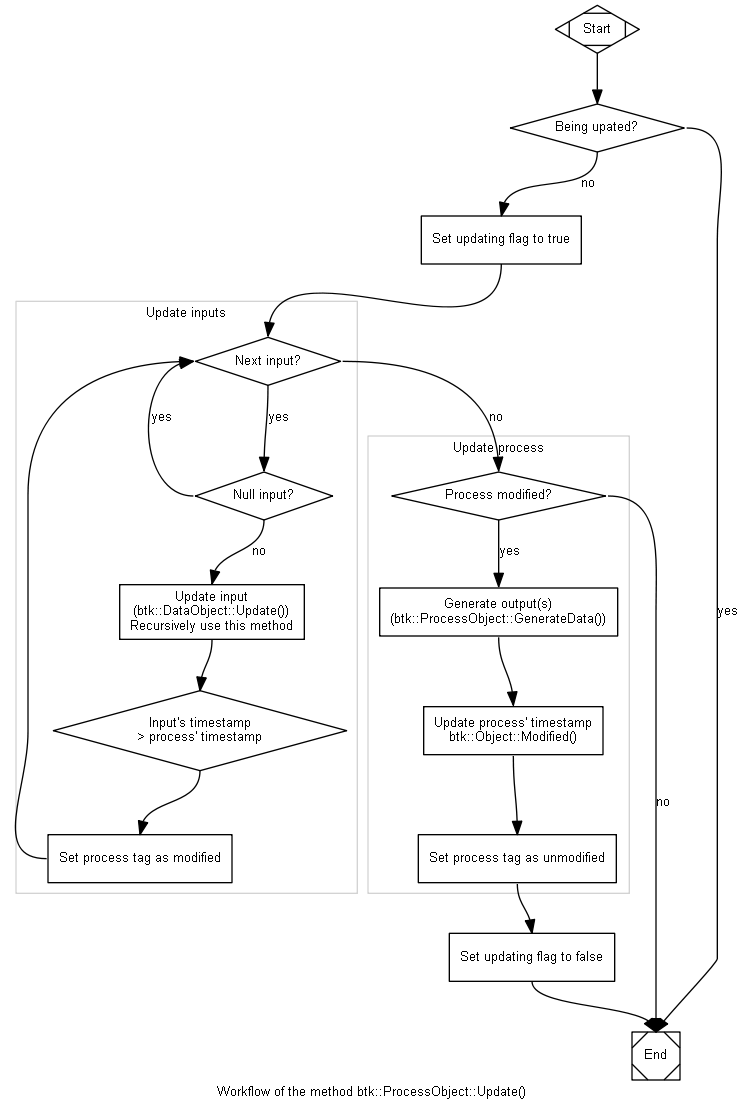 Start
Being upated?
no
Set updating flag to true
Update inputs
Next input?
yes
yes
no
Update process
Null input?
Process modified?
no
yes
Update input
(btk::DataObject::Update())
Recursively use this method
Generate output(s)
(btk::ProcessObject::GenerateData())
yes
Input's timestamp
> process' timestamp
Update process' timestamp
btk::Object::Modified()
no
Set process tag as modified
Set process tag as unmodified
Set updating flag to false
End
Workflow of the method btk::ProcessObject::Update()